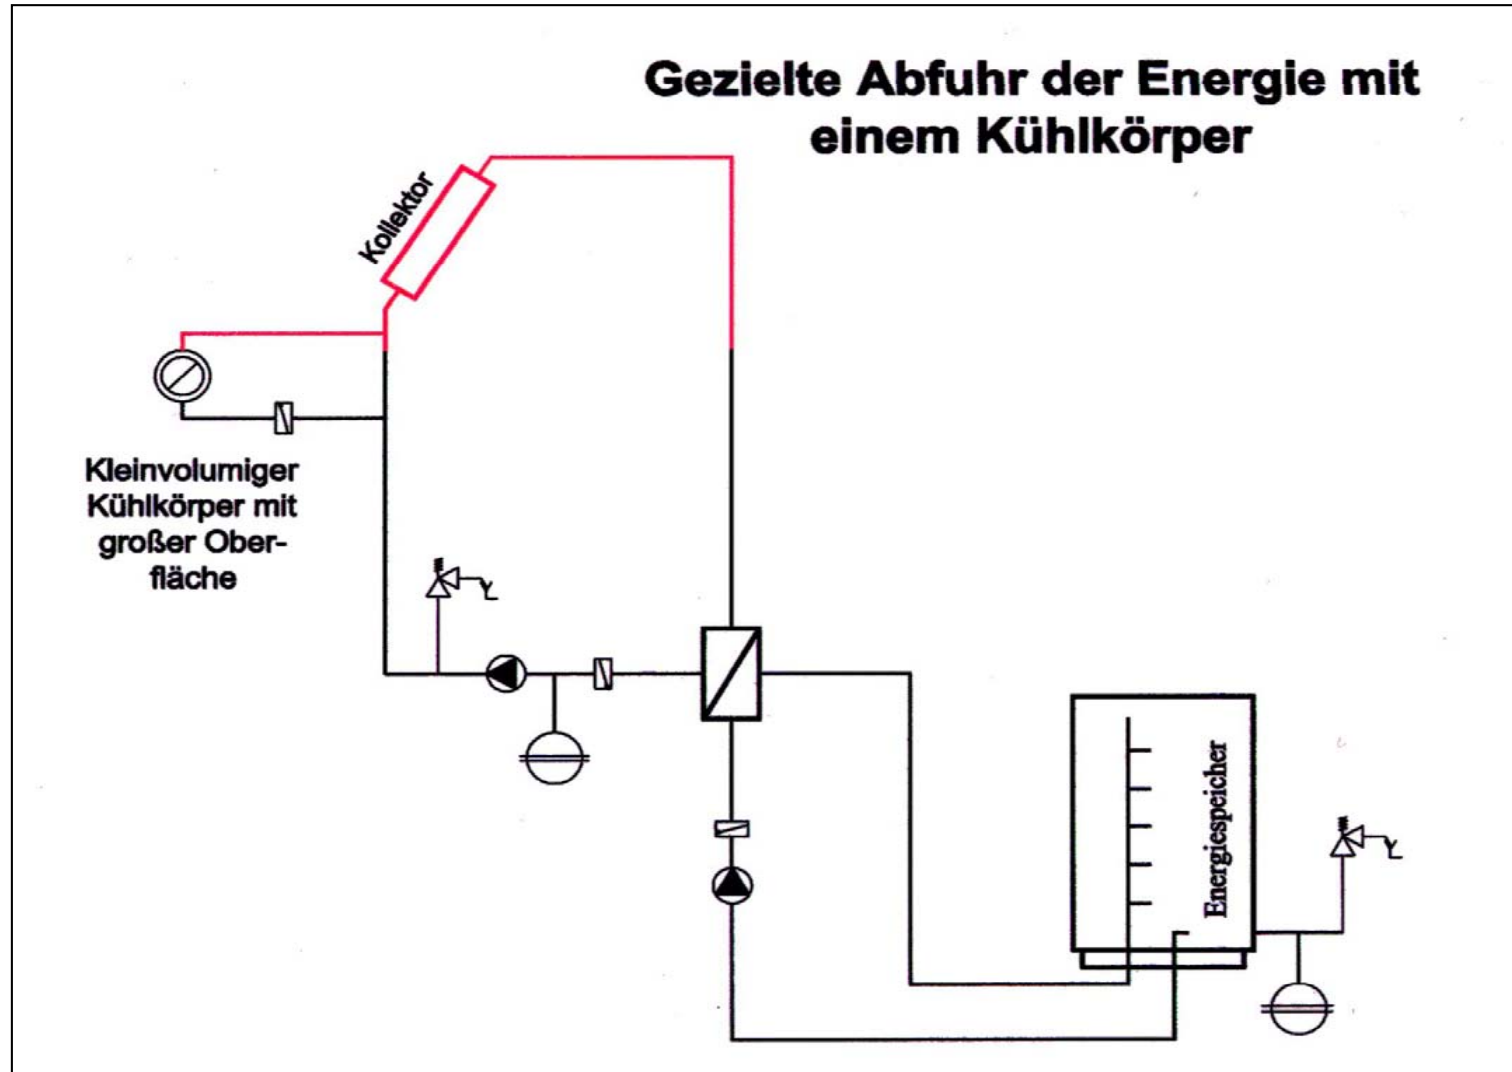 Gezielte Abfuhr der Energie mit
einem Kühlkörper
Kollektor
Kleinvolumiger
Kühlkörper mit
großer Ober-
fläche
Energiespeicher